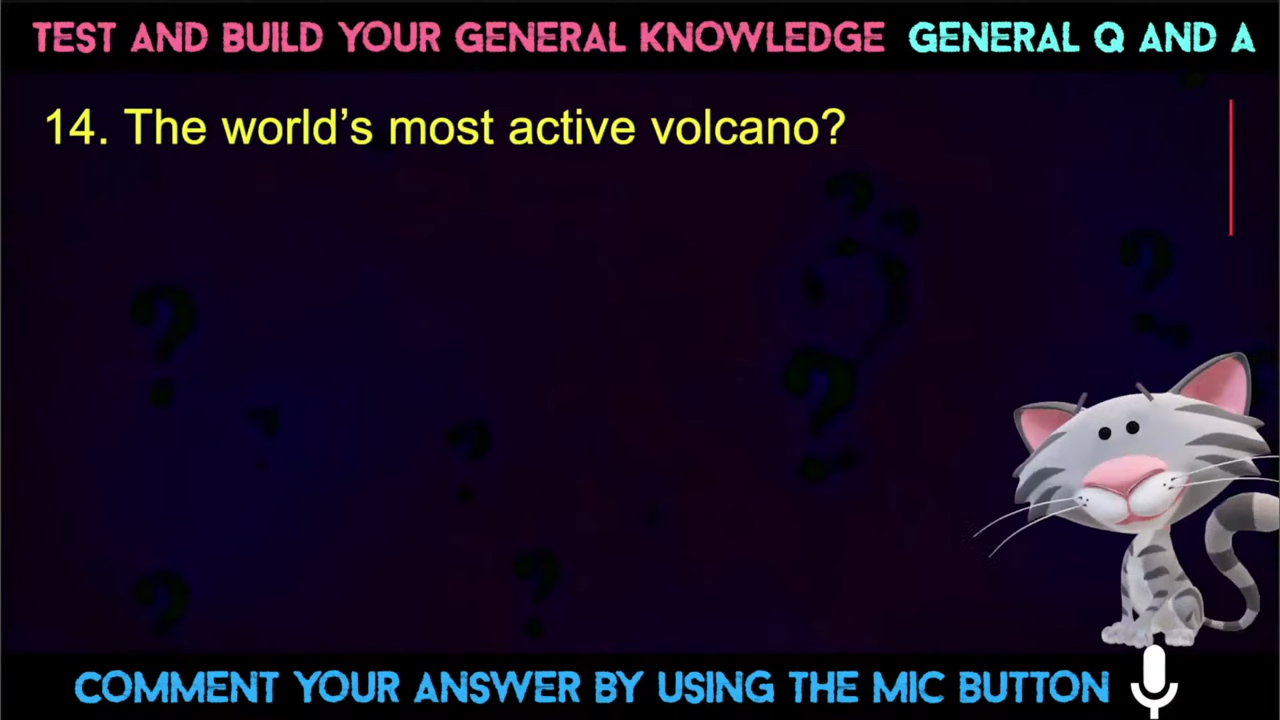 TEST AND BUILD YOUR GENERAL KNOWLEDGE GENERAL Q AND A
14. The world’s most active volcano?
COMMENT YOUR ANSWER BY USING THE MIC BUTTON